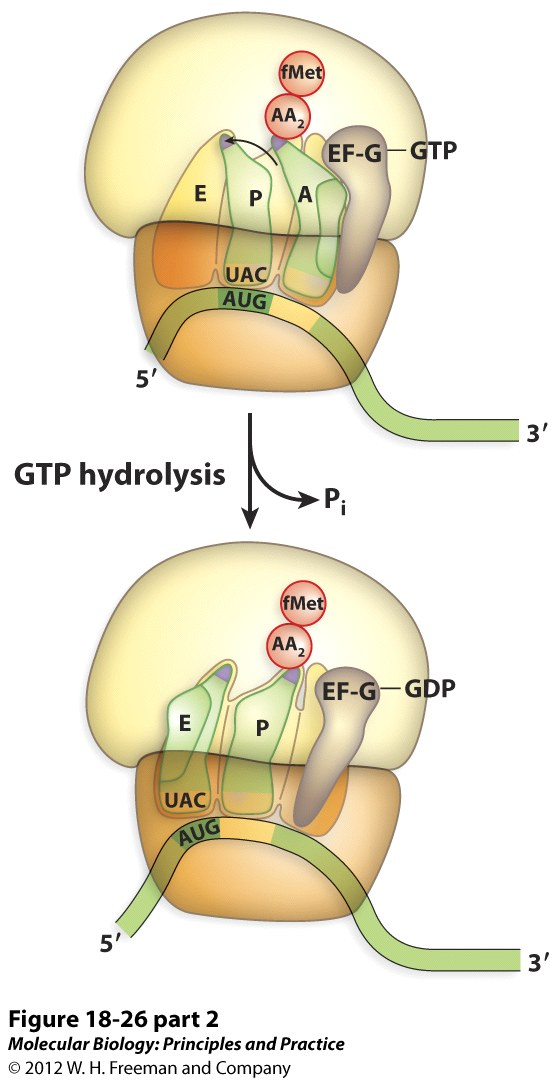 fMet
AA2
EF-G GTP
E P A
UAC
AUG
5′
3′
GTP hydrolysis
Pi
fMet
AA2
EF-G GDP
E P
UAC
AUG
5′
3′
Figure 18-26 part 2
Molecular Biology: Principles and Practice
© 2012 W. H. Freeman and Company